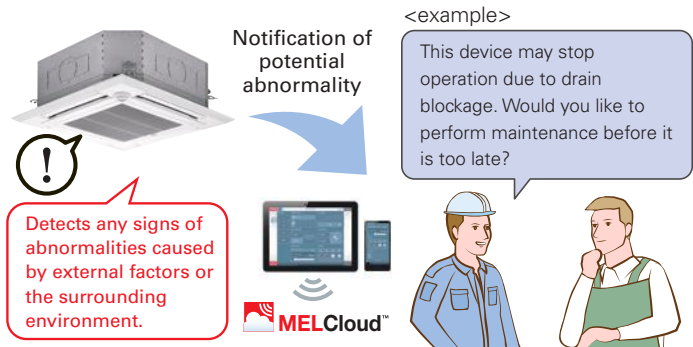 <example>
Notification of
potential
abnormality
This device may stop
operation due to drain
blockage. Would you like to
perform maintenance before it
is too late?
!
Detects any signs of
abnormalities caused
by external factors or
the surrounding
environment.
MELCloud™